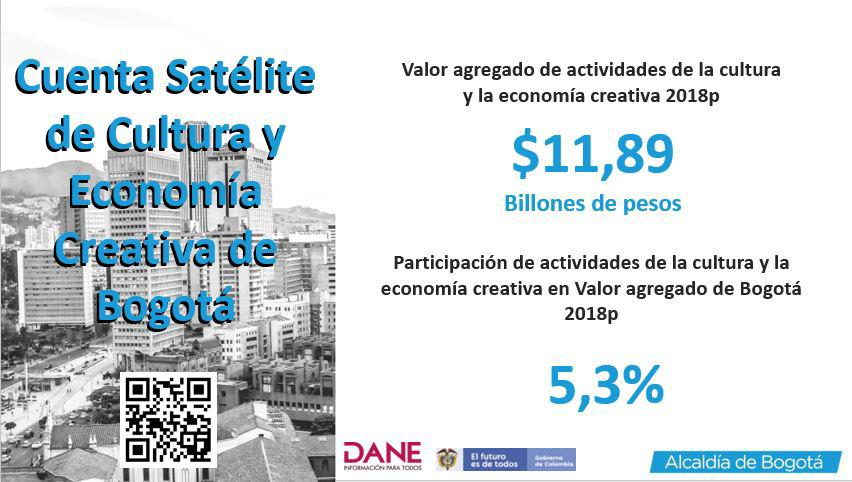 Cuenta Satélite
de Cultura y
Economía
Creativa de
Bogotá
Valor agregado de actividades de la cultura
y la economía creativa 2018p
$11,89
Billones de pesos
Participación de actividades de la cultura y la
economía creativa en Valor agregado de Bogotá
2018p
5,3%
DANE
INFORMACIÓN PARA TODOS
El futuro
es de todos
Gobierno
de Colombia
Alcaldía de Bogotá